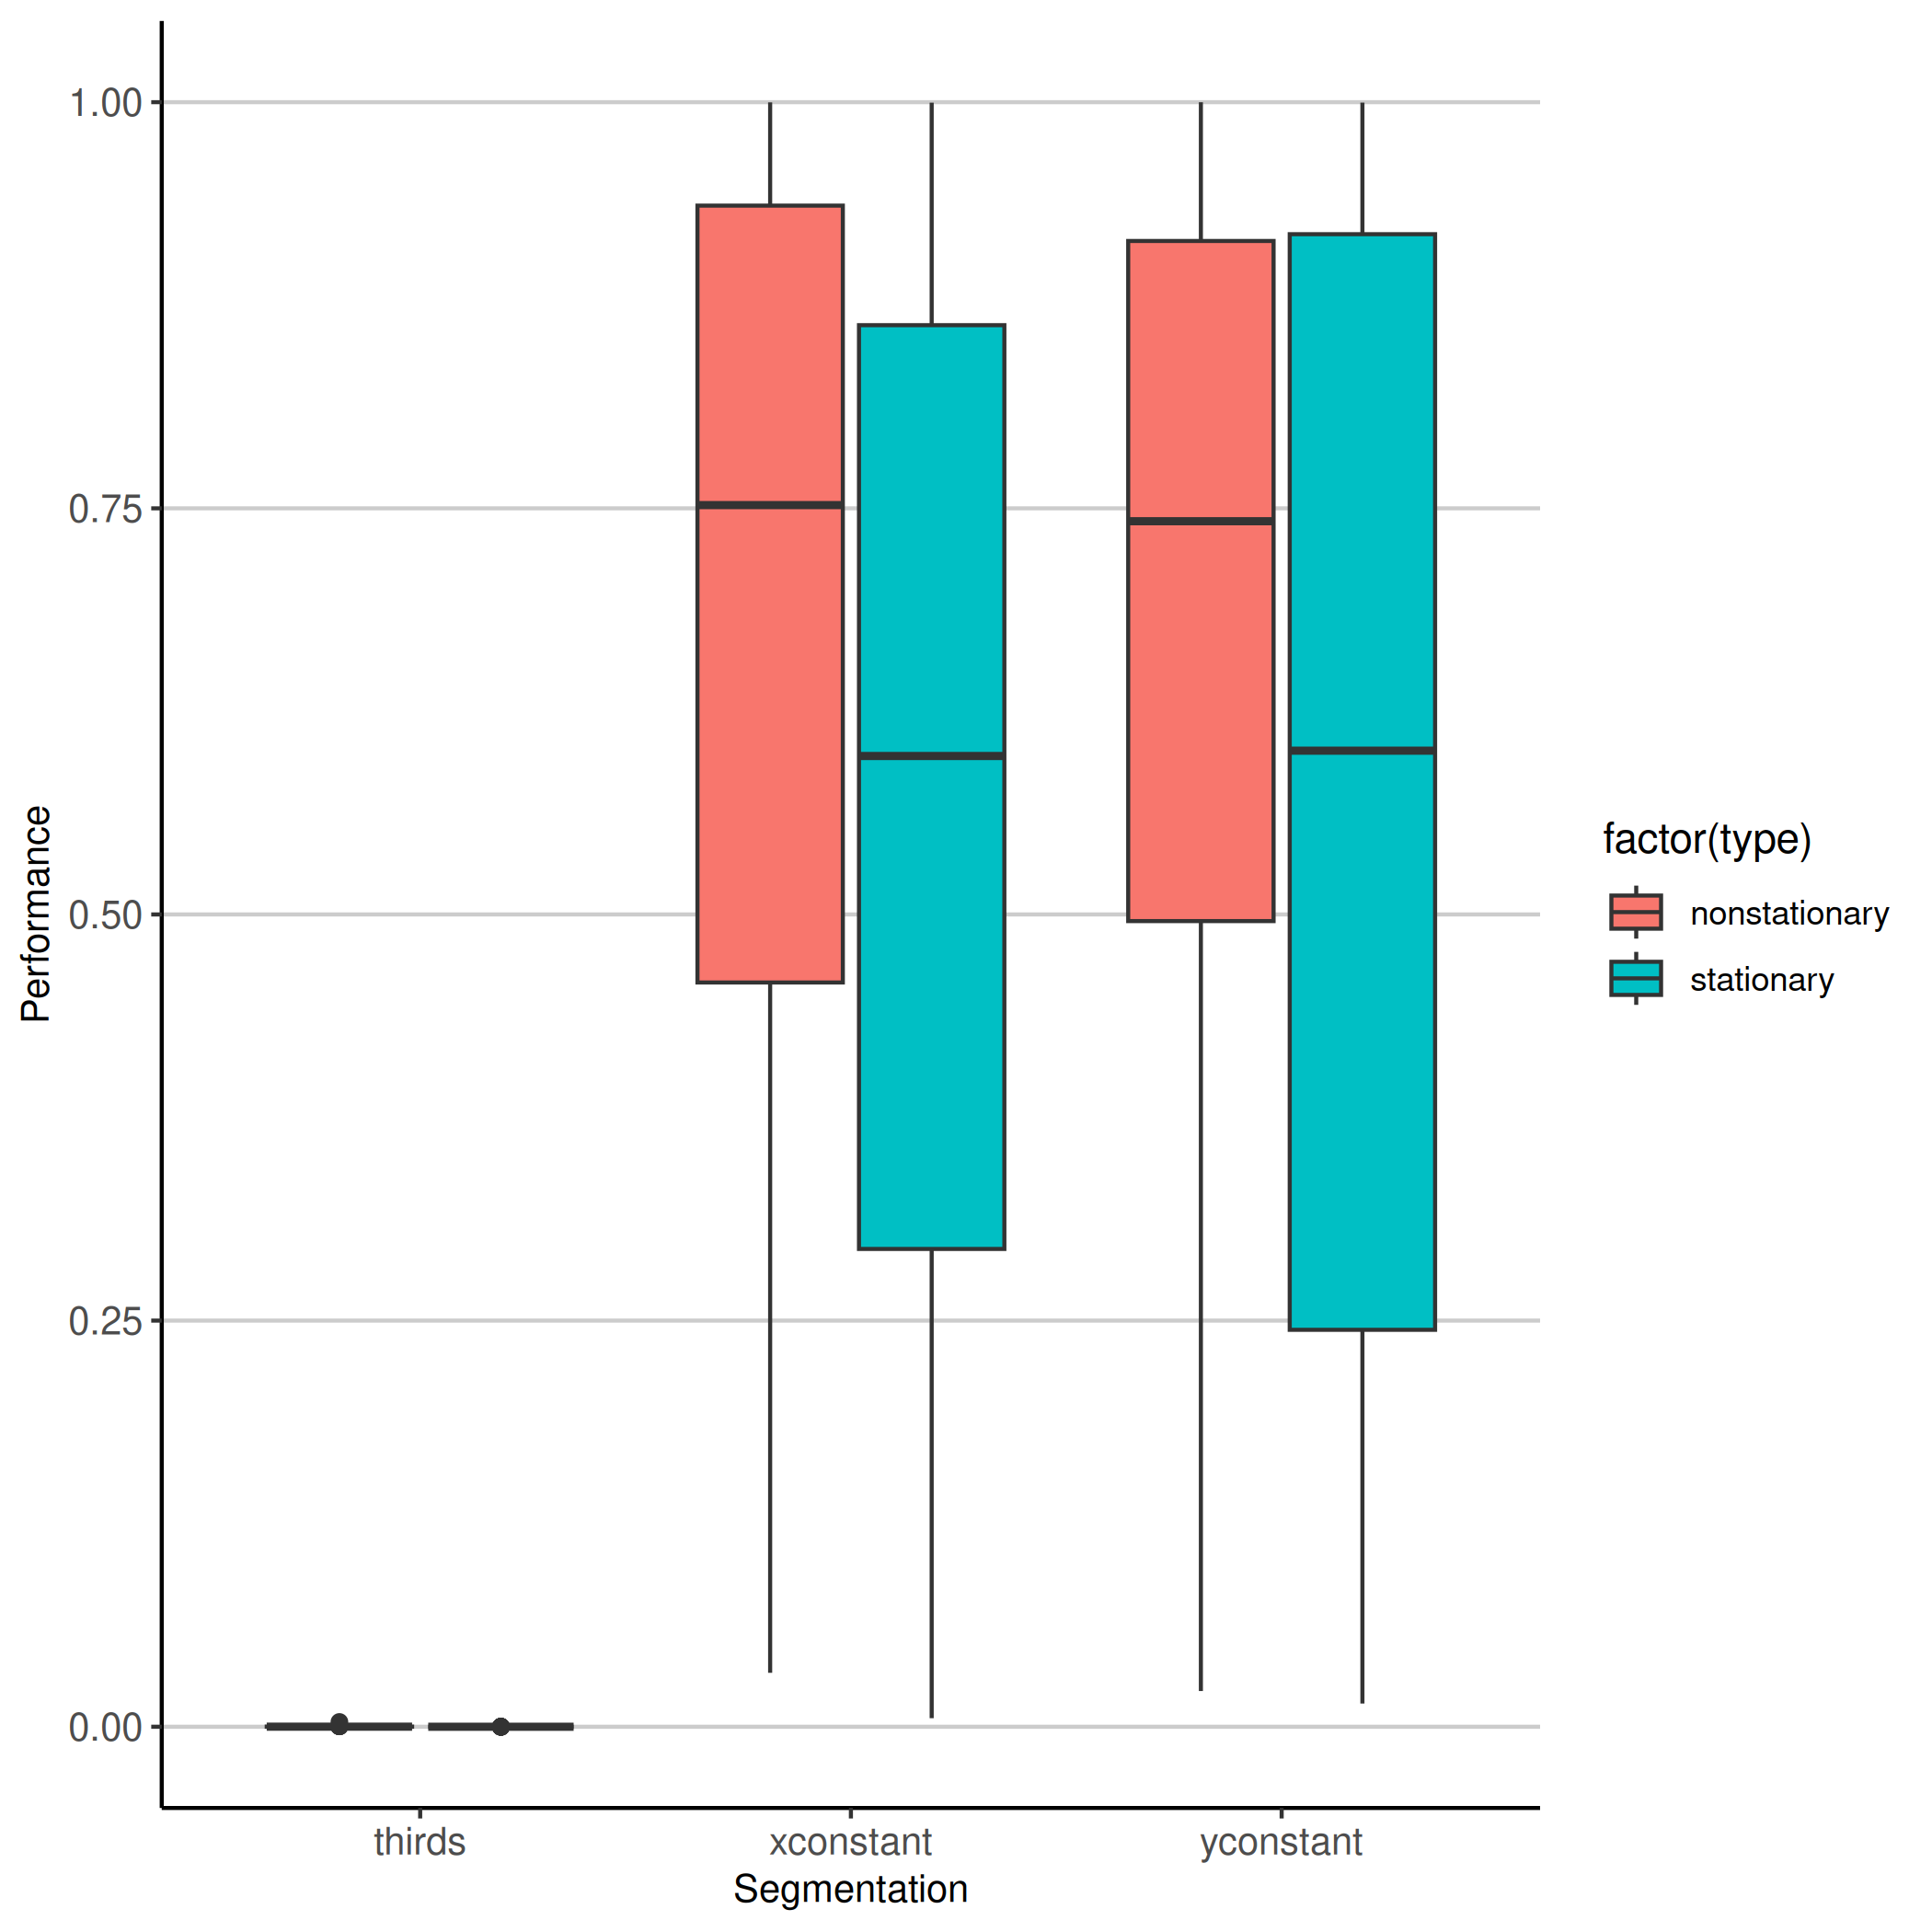 1.00
0.75
0.50
0.25
0.00
Performance
thirds
xconstant
yconstant
Segmentation
factor(type)
nonstationary
stationary